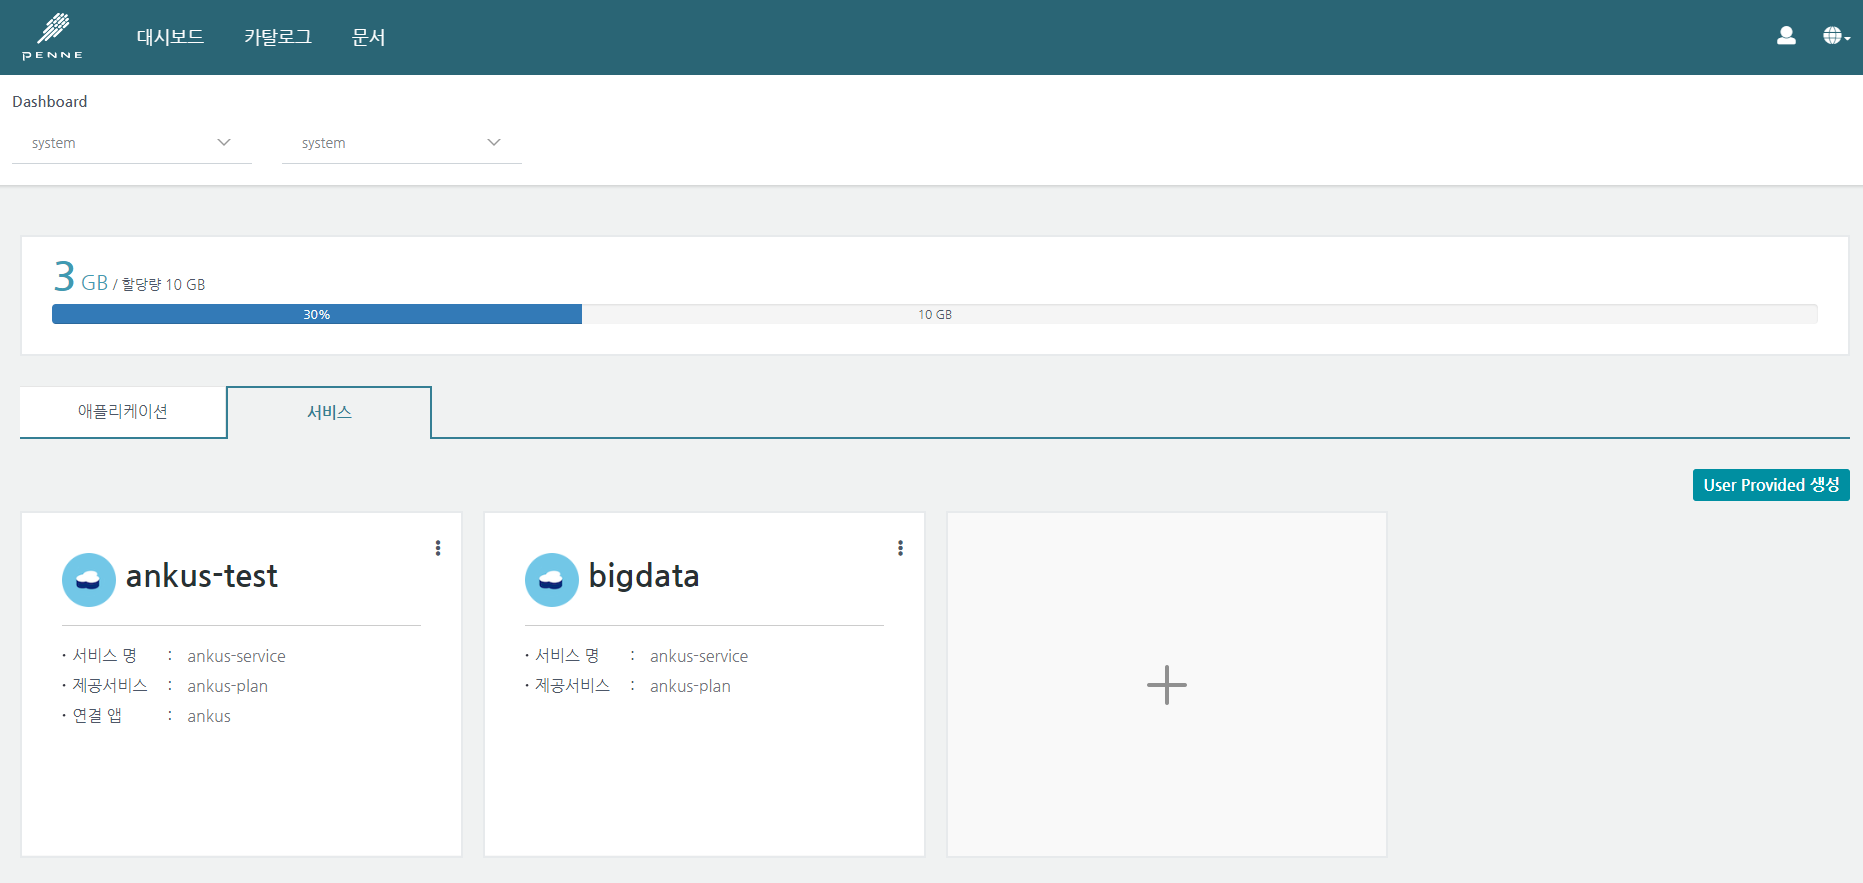 PENNE
대시보드 카탈로그 문서
Dashboard
system system
3 GB / 할당량 10 GB
30% 10 GB
애플리케이션 서비스
User Provided 생성
ankus-test
· 서비스 명 : ankus-service
· 제공서비스 : ankus-plan
· 연결 앱 : ankus
bigdata
· 서비스 명 : ankus-service
· 제공서비스 : ankus-plan